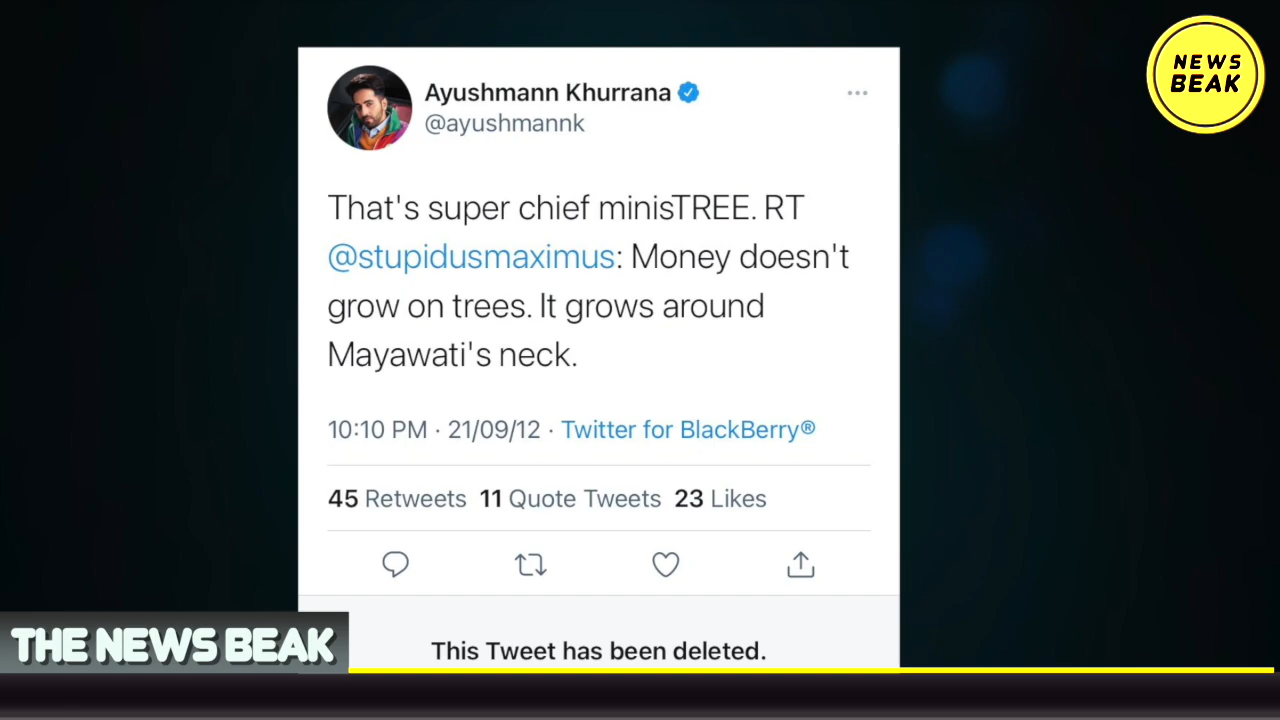 NEWS
BEAK
Ayushmann Khurrana
@ayushmannk
That's super chief minisTREE. RT
@stupidusmaximus: Money doesn't
grow on trees. It grows around
Mayawati's neck.
10:10 PM · 21/09/12 · Twitter for BlackBerry®
45 Retweets 11 Quote Tweets 23 Likes
This Tweet has been deleted.
THE NEWS BEAK